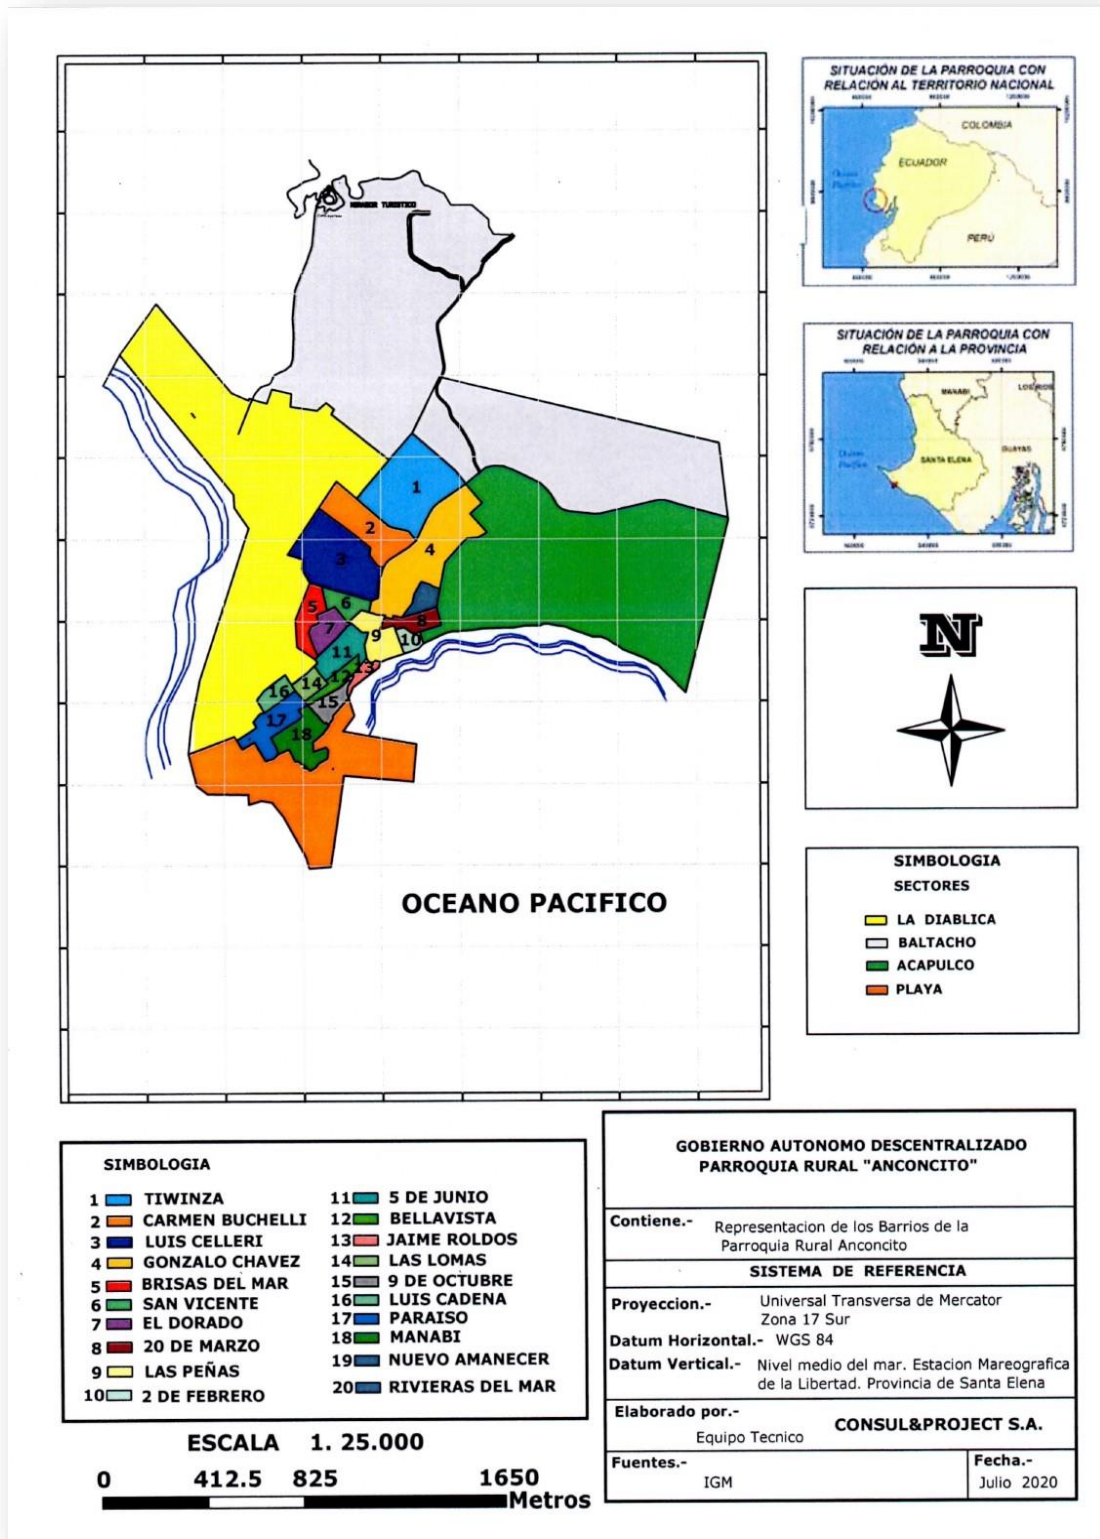 MIRADOR TURISTICO
1
2
3
4
5
6
7
8
9
10
11
12
13
14
15
16
17
18
OCEANO PACIFICO
SITUACIÓN DE LA PARROQUIA CON
RELACIÓN AL TERRITORIO NACIONAL
COLOMBIA
ECUADOR
Océano
Pacífico
PERÚ
SITUACIÓN DE LA PARROQUIA CON
RELACIÓN A LA PROVINCIA
MANABI
LOS RIOS
Océano
Pacífico
SANTA ELENA
GUAYAS
N
SIMBOLOGIA
SECTORES
LA DIABLICA
BALTACHO
ACAPULCO
PLAYA
SIMBOLOGIA
1 TIWINZA
2 CARMEN BUCHELLI
3 LUIS CELLERI
4 GONZALO CHAVEZ
5 BRISAS DEL MAR
6 SAN VICENTE
7 EL DORADO
8 20 DE MARZO
9 LAS PEÑAS
10 2 DE FEBRERO
11 5 DE JUNIO
12 BELLAVISTA
13 JAIME ROLDOS
14 LAS LOMAS
15 9 DE OCTUBRE
16 LUIS CADENA
17 PARAISO
18 MANABI
19 NUEVO AMANECER
20 RIVIERAS DEL MAR
ESCALA 1. 25.000
0 412.5 825 1650
Metros
GOBIERNO AUTONOMO DESCENTRALIZADO
PARROQUIA RURAL "ANCONCITO"
Contiene.- Representacion de los Barrios de la
Parroquia Rural Anconcito
SISTEMA DE REFERENCIA
Proyeccion.- Universal Transversa de Mercator
Zona 17 Sur
Datum Horizontal.- WGS 84
Datum Vertical.- Nivel medio del mar. Estacion Mareografica
de la Libertad. Provincia de Santa Elena
Elaborado por.- CONSUL&PROJECT S.A.
Equipo Tecnico
Fuentes.- Fecha.-
IGM Julio 2020